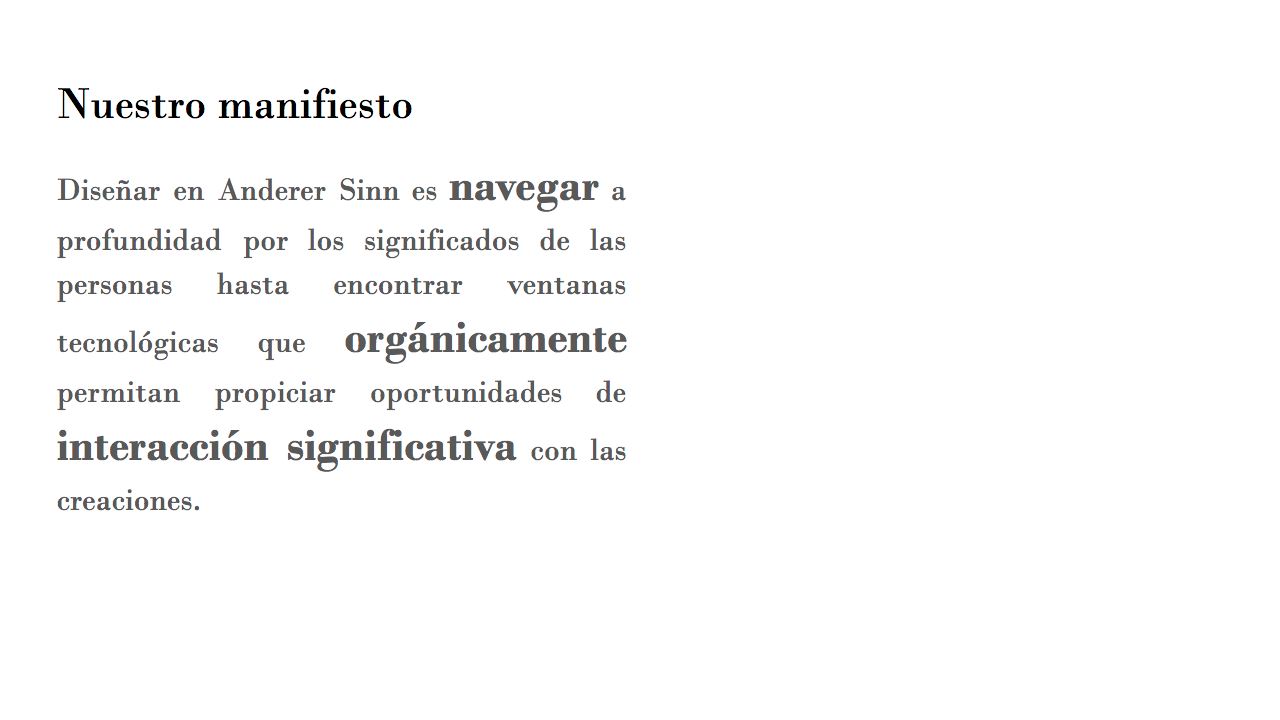 Nuestro manifiesto
Diseñar en Anderer Sinn es navegar a
profundidad por los significados de las
personas hasta encontrar ventanas
tecnológicas que orgánicamente
permitan propiciar oportunidades de
interacción significativa con las
creaciones.